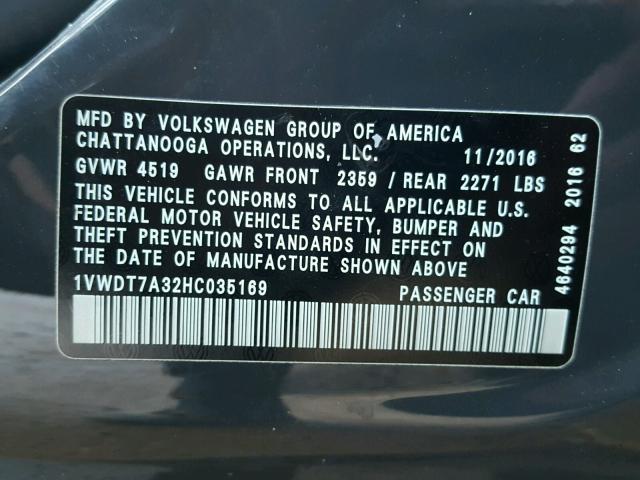 MFD BY VOLKSWAGEN GROUP OF AMERICA
CHATTANOOGA OPERATIONS, LLC. 11/2016
GVWR 4519 GAWR FRONT 2359 / REAR 2271 LBS
THIS VEHICLE CONFORMS TO ALL APPLICABLE U.S.
FEDERAL MOTOR VEHICLE SAFETY, BUMPER AND
THEFT PREVENTION STANDARDS IN EFFECT ON
THE DATE OF MANUFACTURE SHOWN ABOVE.
1VWDT7A32HC035169 PASSENGER CAR
4640294 2016 62